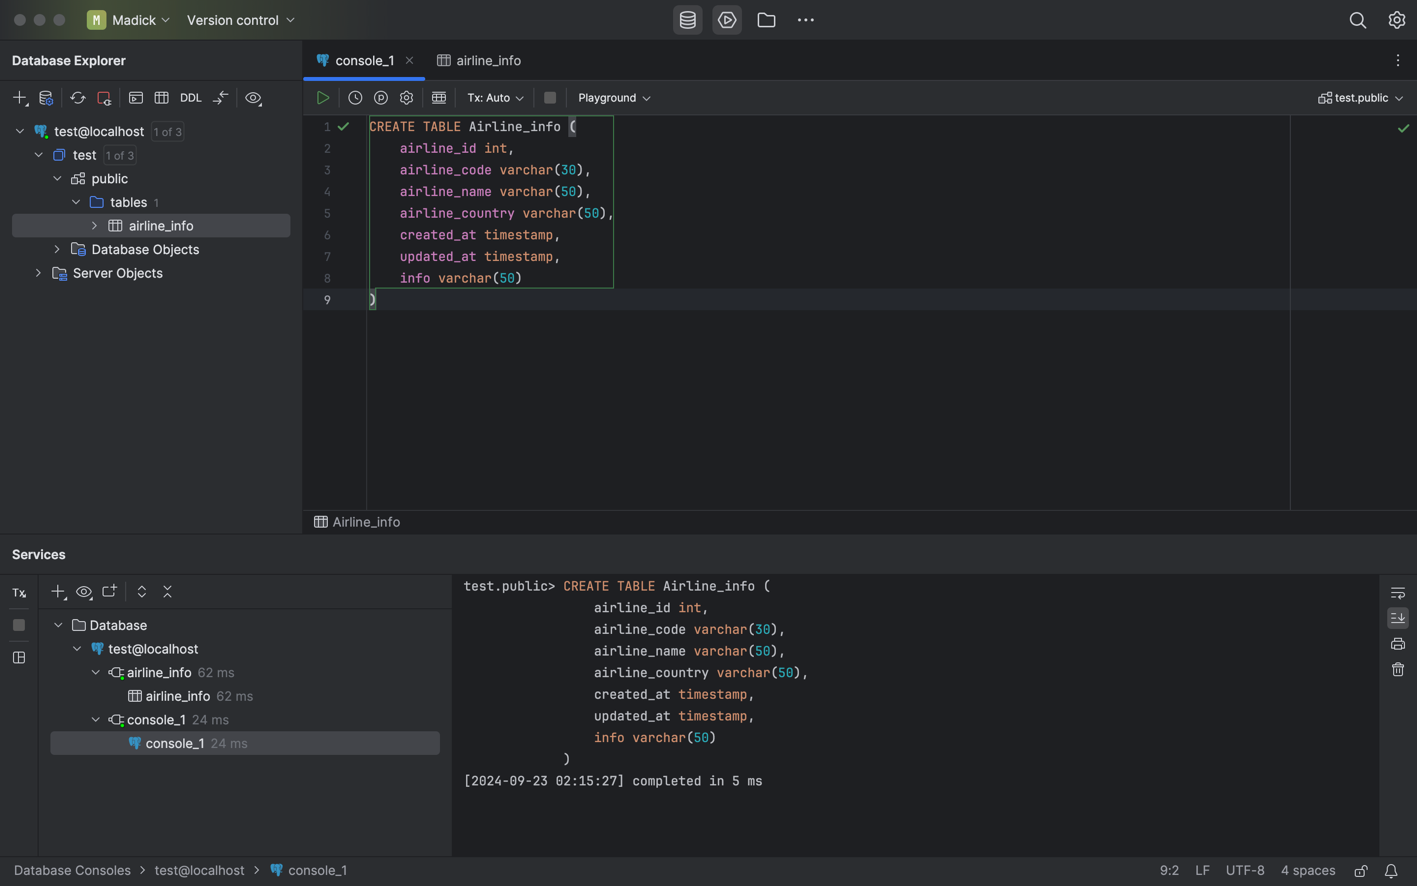 M Madick Version control
Database Explorer
console_1 airline_info
DDL
Tx: Auto Playground test.public
test@localhost 1 of 3
test 1 of 3
public
tables 1
airline_info
Database Objects
Server Objects
1 CREATE TABLE Airline_info (
2 airline_id int,
3 airline_code varchar(30),
4 airline_name varchar(50),
5 airline_country varchar(50),
6 created_at timestamp,
7 updated_at timestamp,
8 info varchar(50)
9 )
Airline_info
Services
Tx
Database
test@localhost
airline_info 62 ms
airline_info 62 ms
console_1 24 ms
console_1 24 ms
test.public> CREATE TABLE Airline_info (
airline_id int,
airline_code varchar(30),
airline_name varchar(50),
airline_country varchar(50),
created_at timestamp,
updated_at timestamp,
info varchar(50)
)
[2024-09-23 02:15:27] completed in 5 ms
Database Consoles > test@localhost > console_1
9:2 LF UTF-8 4 spaces